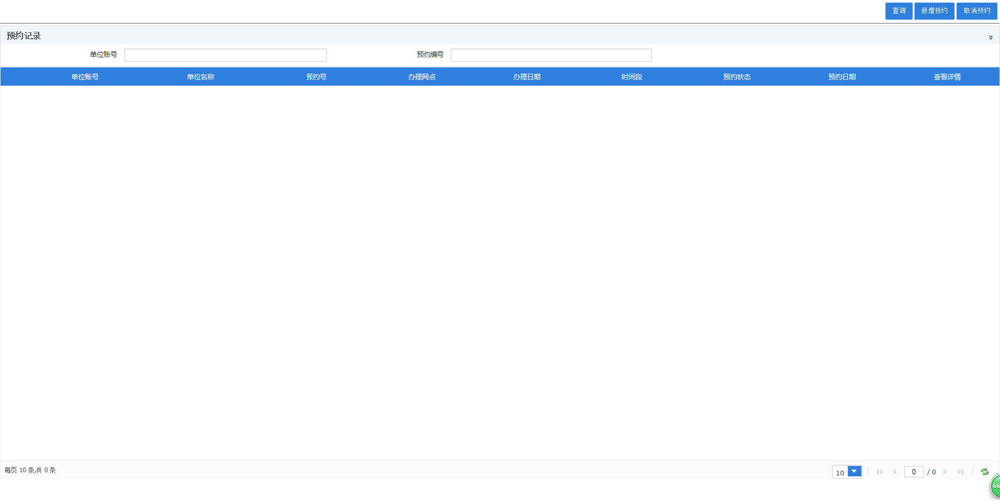 查询 新增预约 取消预约
预约记录
单位账号 预约编号
单位账号 单位名称 预约号 办理网点 办理日期 时间段 预约状态 预约日期 查看详情
每页 10 条,共 0 条 10 0 / 0
66